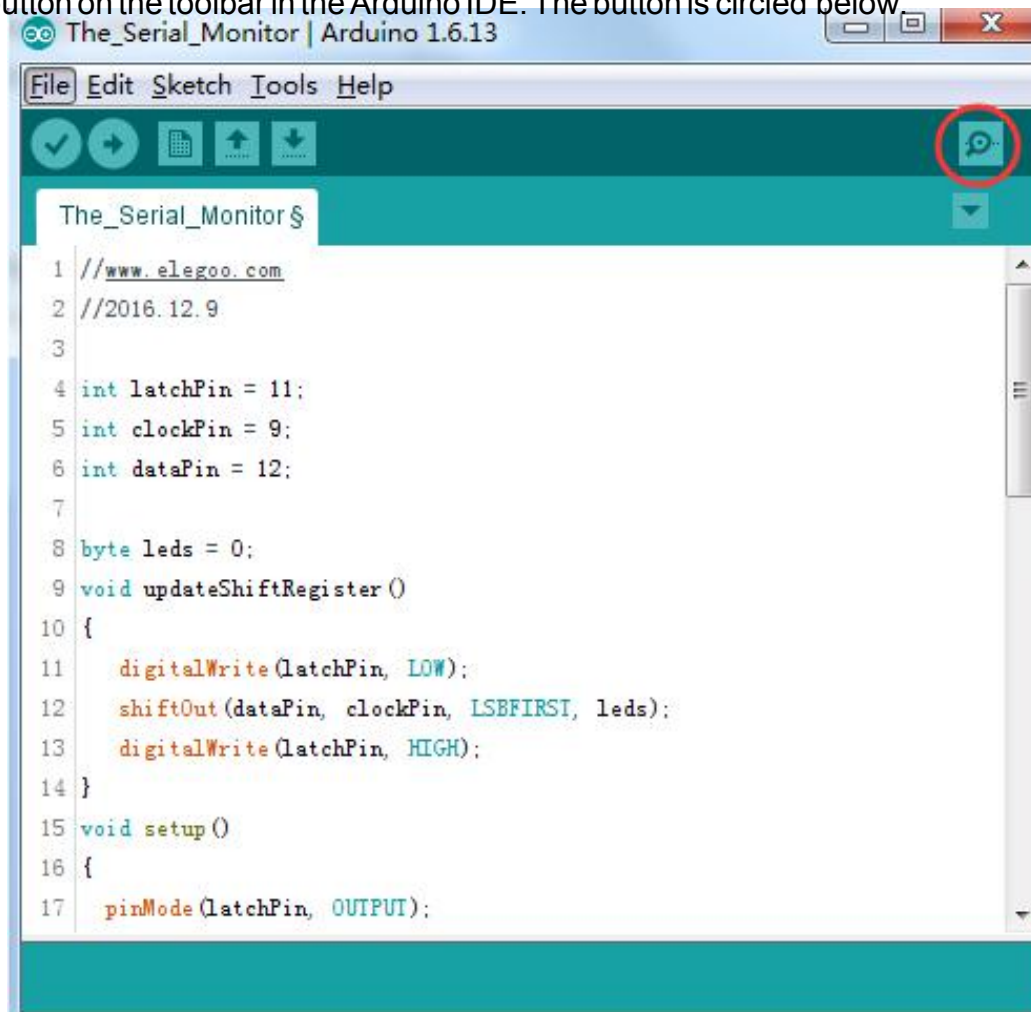 utton on the toolbar in the Arduino IDE. The button is circled below.
The_Serial_Monitor | Arduino 1.6.13
File Edit Sketch Tools Help
The_Serial_Monitor §
1 //www.elegoo.com
2 //2016.12.9
3
4 int latchPin = 11;
5 int clockPin = 9;
6 int dataPin = 12;
7
8 byte leds = 0;
9 void updateShiftRegister()
10 {
11 digitalWrite(latchPin, LOW);
12 shiftOut(dataPin, clockPin, LSBFIRST, leds);
13 digitalWrite(latchPin, HIGH);
14 }
15 void setup()
16 {
17 pinMode(latchPin, OUTPUT);